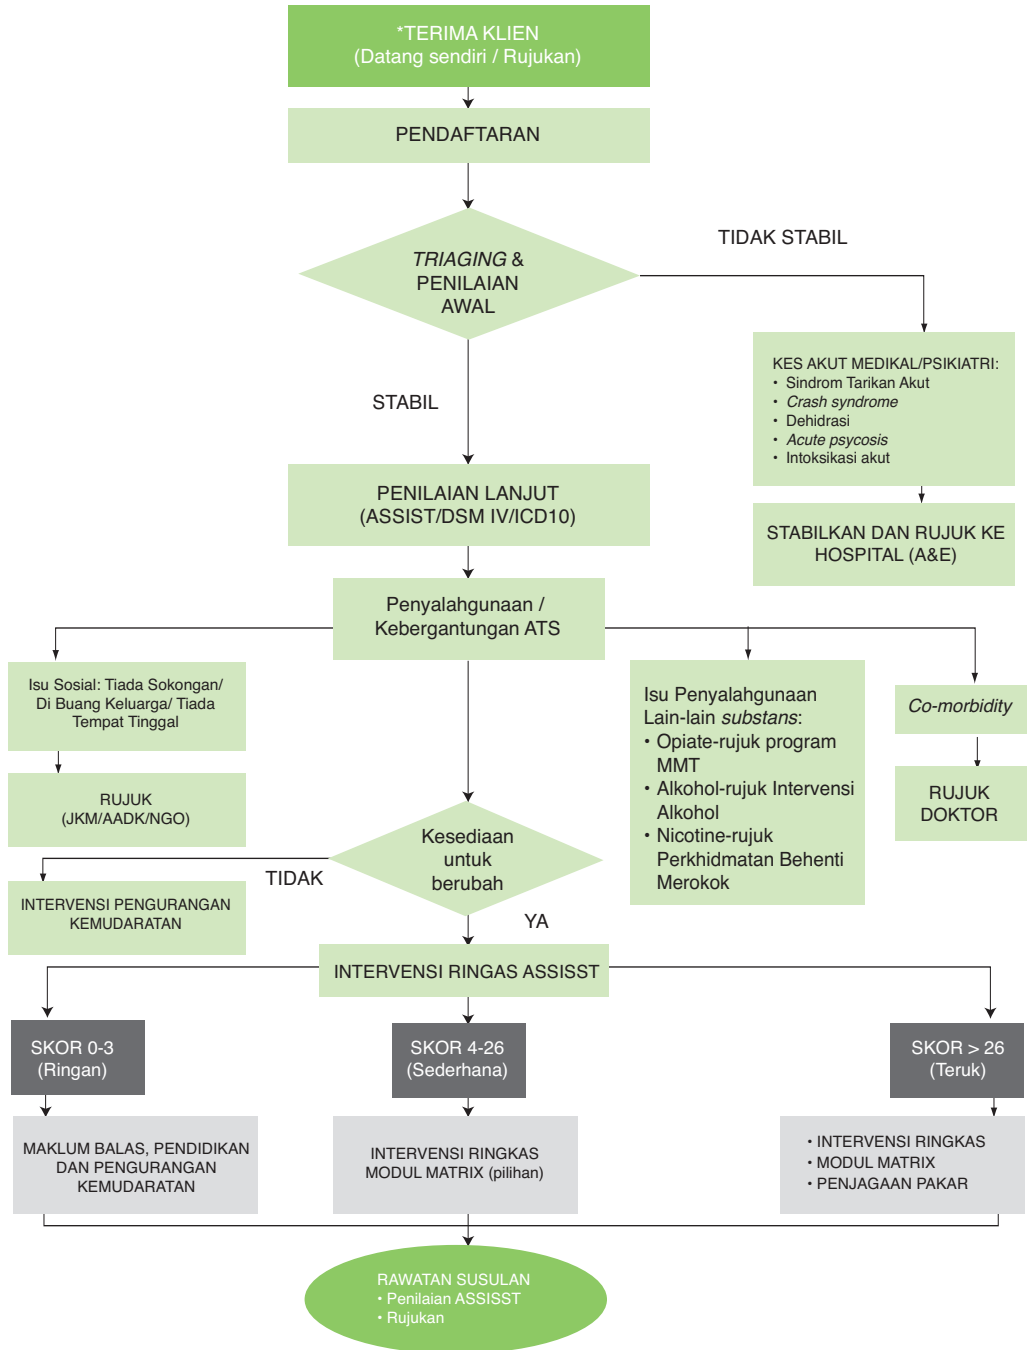 *TERIMA KLIEN
(Datang sendiri / Rujukan)
PENDAFTARAN
TRIAGING &
PENILAIAN
AWAL
TIDAK STABIL
KES AKUT MEDIKAL/PSIKIATRI:
• Sindrom Tarikan Akut
• Crash syndrome
• Dehidrasi
• Acute psycosis
• Intoksikasi akut
STABIL
PENILAIAN LANJUT
(ASSIST/DSM IV/ICD10)
STABILKAN DAN RUJUK KE
HOSPITAL (A&E)
Penyalahgunaan /
Kebergantungan ATS
Isu Sosial: Tiada Sokongan/
Di Buang Keluarga/ Tiada
Tempat Tinggal
RUJUK
(JKM/AADK/NGO)
Isu Penyalahgunaan
Lain-lain substans:
• Opiate-rujuk program
MMT
• Alkohol-rujuk Intervensi
Alkohol
• Nicotine-rujuk
Perkhidmatan Behenti
Merokok
Co-morbidity
RUJUK
DOKTOR
Kesediaan
untuk
berubah
TIDAK
INTERVENSI PENGURANGAN
KEMUDARATAN
YA
INTERVENSI RINGAS ASSISST
SKOR 0-3
(Ringan)
SKOR 4-26
(Sederhana)
SKOR > 26
(Teruk)
MAKLUM BALAS, PENDIDIKAN
DAN PENGURANGAN
KEMUDARATAN
INTERVENSI RINGKAS
MODUL MATRIX (pilihan)
• INTERVENSI RINGKAS
• MODUL MATRIX
• PENJAGAAN PAKAR
RAWATAN SUSULAN
• Penilaian ASSISST
• Rujukan